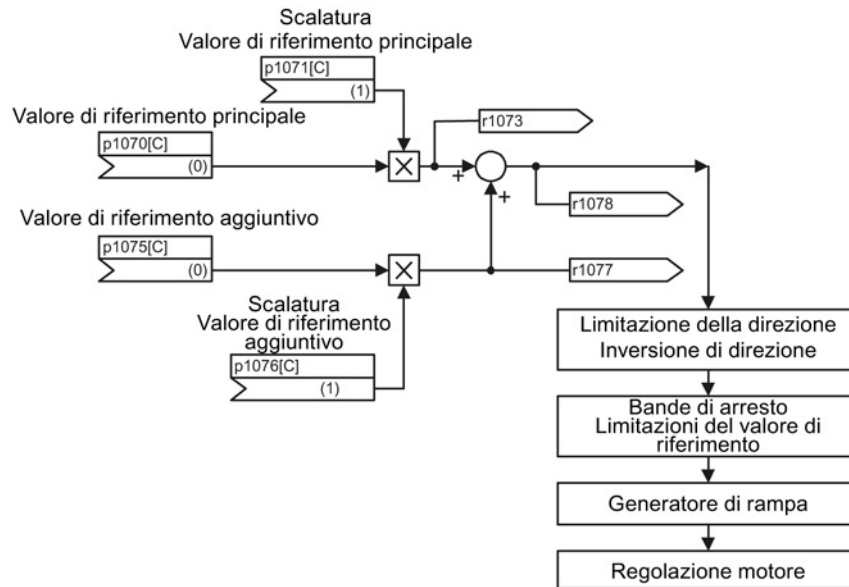 Scalatura
Valore di riferimento principale
p1071[C]
(1)
Valore di riferimento principale
p1070[C]
(0)
r1073
+
+
r1078
Valore di riferimento aggiuntivo
p1075[C]
(0)
r1077
Scalatura
Valore di riferimento
aggiuntivo
p1076[C]
(1)
Limitazione della direzione
Inversione di direzione
Bande di arresto
Limitazioni del valore di
riferimento
Generatore di rampa
Regolazione motore